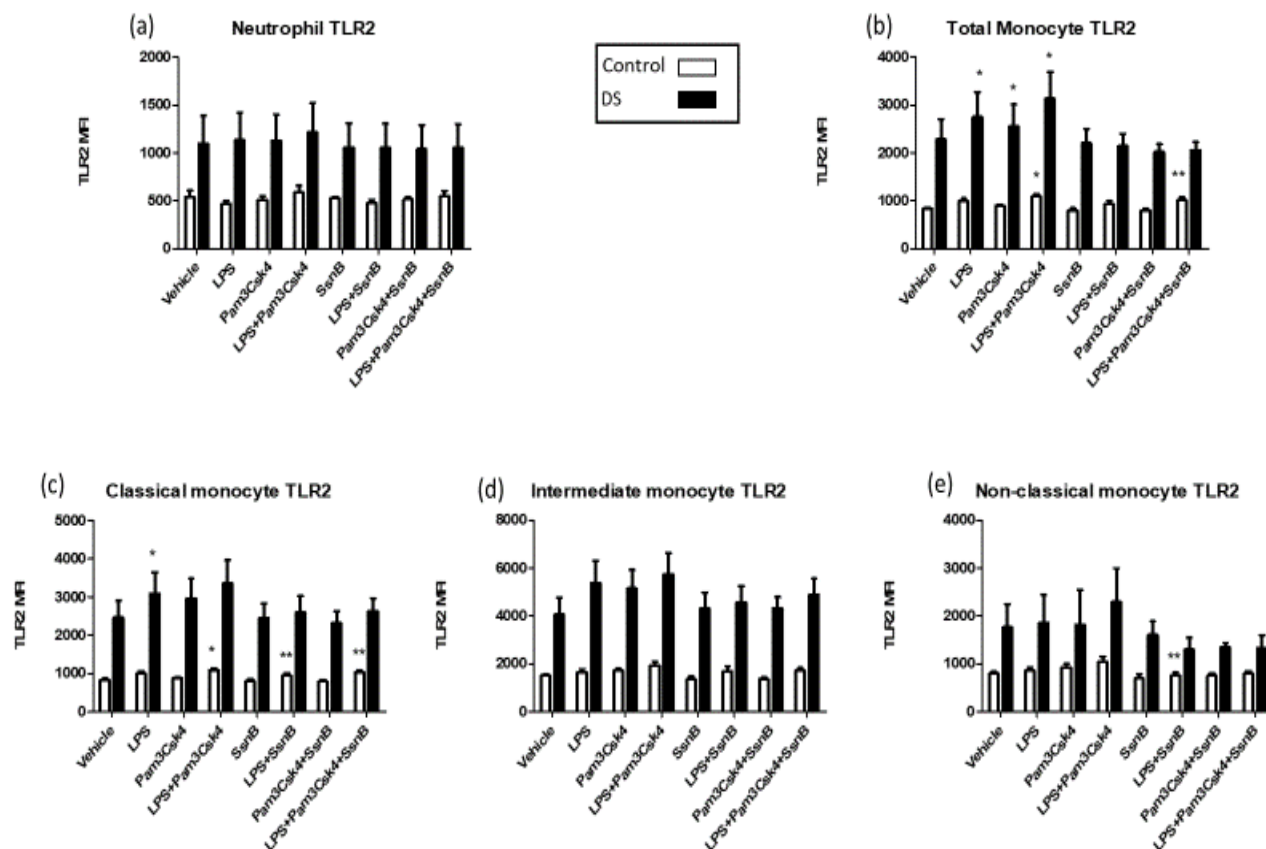 (a)
Neutrophil TLR2
2000
1500
1000
500
0
TLR2 MFI
Vehicle
LPS
Pam3Csk4
LPS+Pam3Csk4
SsnB
LPS+SsnB
Pam3Csk4+SsnB
LPS+Pam3Csk4+SsnB
Control
DS
(b)
Total Monocyte TLR2
4000
3000
2000
1000
0
TLR2 MFI
*
*
*
*
**
Vehicle
LPS
Pam3Csk4
LPS+Pam3Csk4
SsnB
LPS+SsnB
Pam3Csk4+SsnB
LPS+Pam3Csk4+SsnB
(c)
Classical monocyte TLR2
5000
4000
3000
2000
1000
0
TLR2 MFI
*
*
**
**
Vehicle
LPS
Pam3Csk4
LPS+Pam3Csk4
SsnB
LPS+SsnB
Pam3Csk4+SsnB
LPS+Pam3Csk4+SsnB
(d)
Intermediate monocyte TLR2
8000
6000
4000
2000
0
TLR2 MFI
Vehicle
LPS
Pam3Csk4
LPS+Pam3Csk4
SsnB
LPS+SsnB
Pam3Csk4+SsnB
LPS+Pam3Csk4+SsnB
(e)
Non-classical monocyte TLR2
4000
3000
2000
1000
0
TLR2 MFI
**
Vehicle
LPS
Pam3Csk4
LPS+Pam3Csk4
SsnB
LPS+SsnB
Pam3Csk4+SsnB
LPS+Pam3Csk4+SsnB